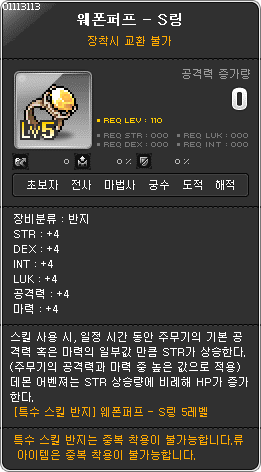 01113113
웨폰퍼프 - S링
장착시 교환 불가
공격력 증가량
0
Lv5
REQ LEV : 110
REQ STR : 000 REQ LUK : 000
REQ DEX : 000 REQ INT : 000
0 0 % 0 %
초보자 전사 마법사 궁수 도적 해적
장비분류 : 반지
STR : +4
DEX : +4
INT : +4
LUK : +4
공격력 : +4
마력 : +4
스킬 사용 시, 일정 시간 동안 주무기의 기본 공
격력 혹은 마력의 일부값 만큼 STR가 상승한다.
(주무기의 공격력과 마력 중 높은 값으로 적용)
데몬 어벤져는 STR 상승량에 비례해 HP가 증가
한다.
[특수 스킬 반지] 웨폰퍼프 - S링 5레벨
특수 스킬 반지는 중복 착용이 불가능합니다.류
아이템은 중복 착용이 불가능합니다.